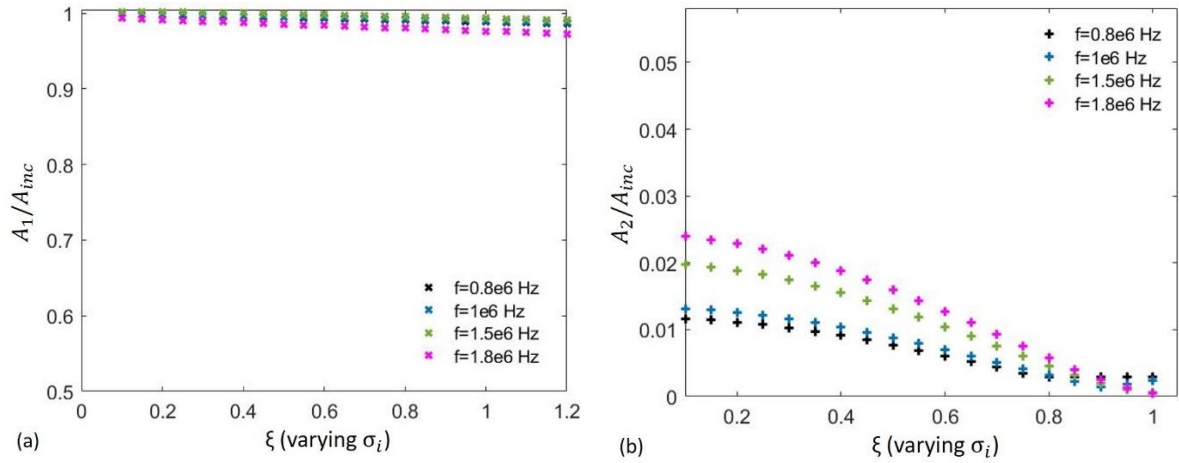 1
0.9
0.8
0.7
0.6
0.5
A₁/A_inc
f=0.8e6 Hz
f=1e6 Hz
f=1.5e6 Hz
f=1.8e6 Hz
0 0.2 0.4 0.6 0.8 1 1.2
(a) ξ (varying σᵢ)
0.05
0.04
0.03
0.02
0.01
0
A₂/A_inc
f=0.8e6 Hz
f=1e6 Hz
f=1.5e6 Hz
f=1.8e6 Hz
0.2 0.4 0.6 0.8 1
(b) ξ (varying σᵢ)